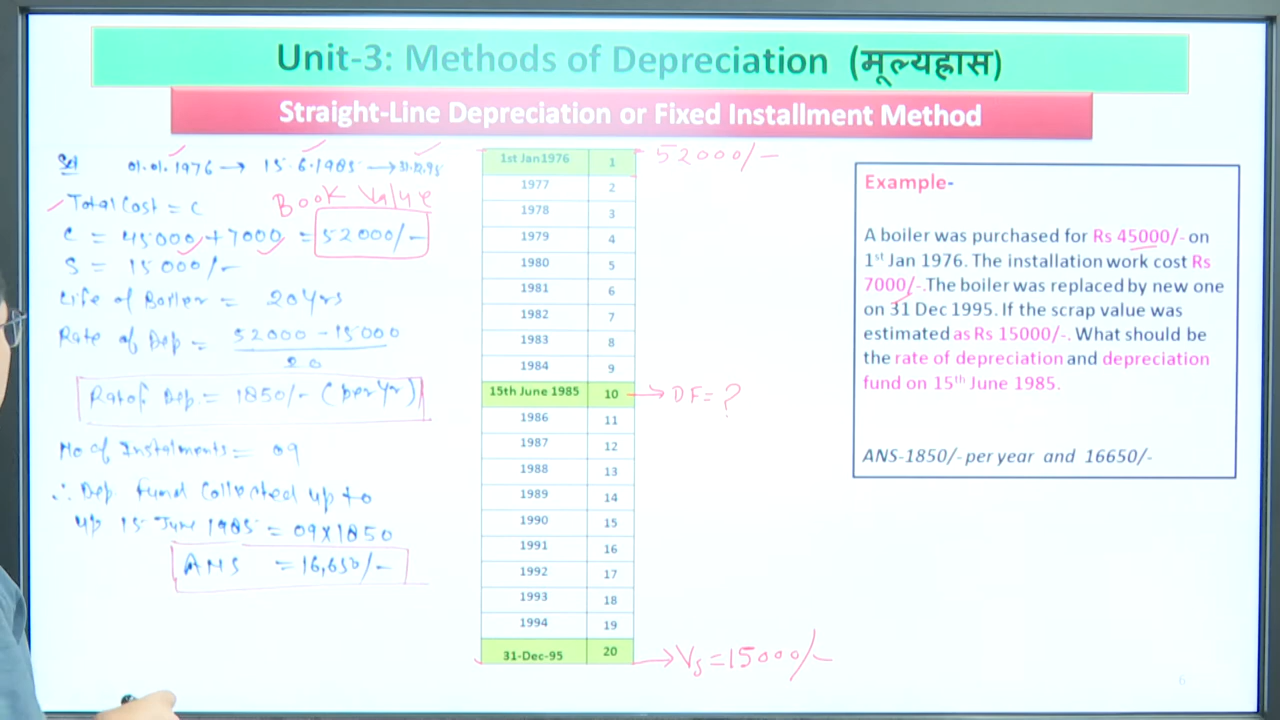 Unit-3: Methods of Depreciation (मूल्यह्रास)
Straight-Line Depreciation or Fixed Installment Method
Sol 01.01.1976 → 15.6.1985 → 31.12.95
Total Cost = C
Book Value
C = 45000 + 7000 = 52000/-
S = 15000/-
Life of Boiler = 20 Yrs
Rate of Dep = 52000 - 15000
20
Rat of Dep. = 1850/- (per Yr)
No of Instalments = 09
∴ Dep. fund Collected up to
up 15 June 1985 = 09 X 1850
ANS = 16,650/-
1st Jan1976 1
52000/-
1977 2
1978 3
1979 4
1980 5
1981 6
1982 7
1983 8
1984 9
15th June 1985 10 → DF = ?
1986 11
1987 12
1988 13
1989 14
1990 15
1991 16
1992 17
1993 18
1994 19
31-Dec-95 20 → Vs = 15000/-
Example-
A boiler was purchased for Rs 45000/- on
1st Jan 1976. The installation work cost Rs
7000/-.The boiler was replaced by new one
on 31 Dec 1995. If the scrap value was
estimated as Rs 15000/-. What should be
the rate of depreciation and depreciation
fund on 15th June 1985.
ANS-1850/- per year and 16650/-
6